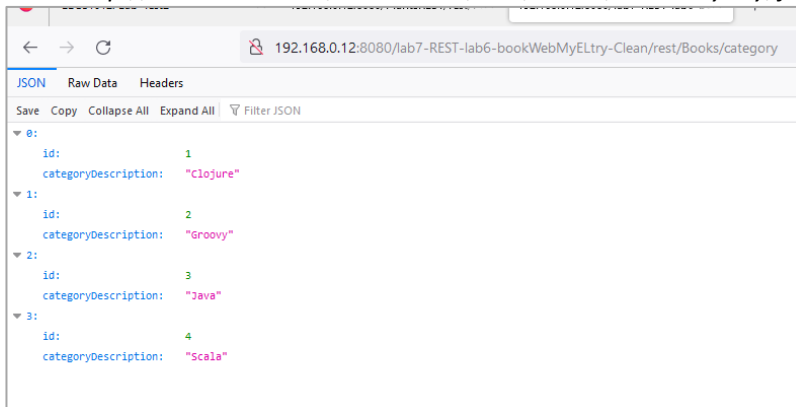 192.168.0.12:8080/lab7-REST-lab6-bookWebMyELtry-Clean/rest/Books/category
JSON Raw Data Headers
Save Copy Collapse All Expand All Filter JSON
0:
id: 1
categoryDescription: "Clojure"
1:
id: 2
categoryDescription: "Groovy"
2:
id: 3
categoryDescription: "Java"
3:
id: 4
categoryDescription: "Scala"